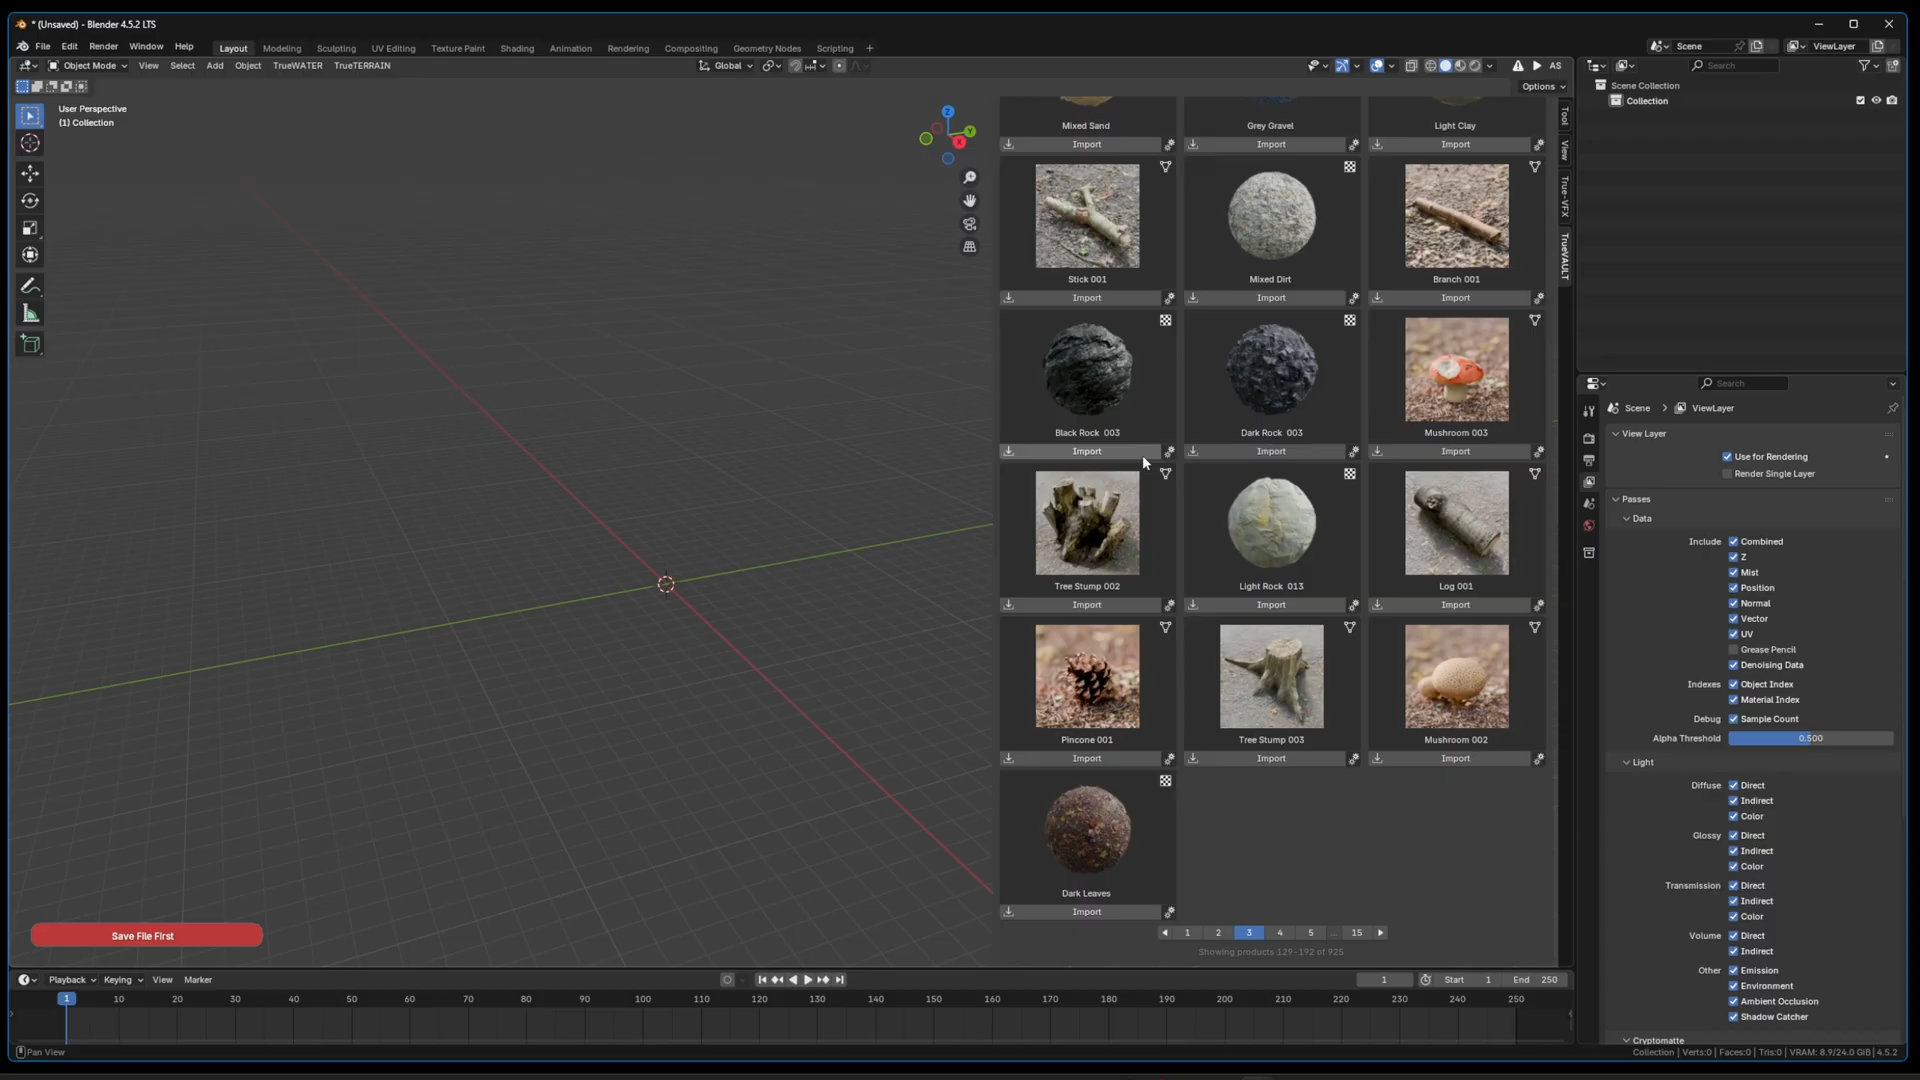 * (Unsaved) - Blender 4.5.2 LTS
File Edit Render Window Help Layout Modeling Sculpting UV Editing Texture Paint Shading Animation Rendering Compositing Geometry Nodes Scripting + Scene ViewLayer
Object Mode View Select Add Object TrueWATER TrueTERRAIN Global AS Search
Options
User Perspective
(1) Collection
Z
Y
X
Save File First
Mixed Sand Grey Gravel Light Clay
Import Import Import
Stick 001 Mixed Dirt Branch 001
Import Import Import
Black Rock 003 Dark Rock 003 Mushroom 003
Import Import Import
Tree Stump 002 Light Rock 013 Log 001
Import Import Import
Pincone 001 Tree Stump 003 Mushroom 002
Import Import Import
Dark Leaves
Import
1 2 3 4 5 ... 15
Showing products 129-192 of 925
Tool
View
True-VFX
TrueVAULT
Scene Collection
Collection
Search
Scene > ViewLayer
View Layer
Use for Rendering
Render Single Layer
Passes
Data
Include Combined
Z
Mist
Position
Normal
Vector
UV
Grease Pencil
Denoising Data
Indexes Object Index
Material Index
Debug Sample Count
Alpha Threshold 0.500
Light
Diffuse Direct
Indirect
Color
Glossy Direct
Indirect
Color
Transmission Direct
Indirect
Color
Volume Direct
Indirect
Other Emission
Environment
Ambient Occlusion
Shadow Catcher
Cryptomatte
Playback Keying View Marker 1 Start 1 End 250
1 10 20 30 40 50 60 70 80 90 100 110 120 130 140 150 160 170 180 190 200 210 220 230 240 250
Pan View
Collection | Verts:0 | Faces:0 | Tris:0 | VRAM: 8.9/24.0 GiB | 4.5.2